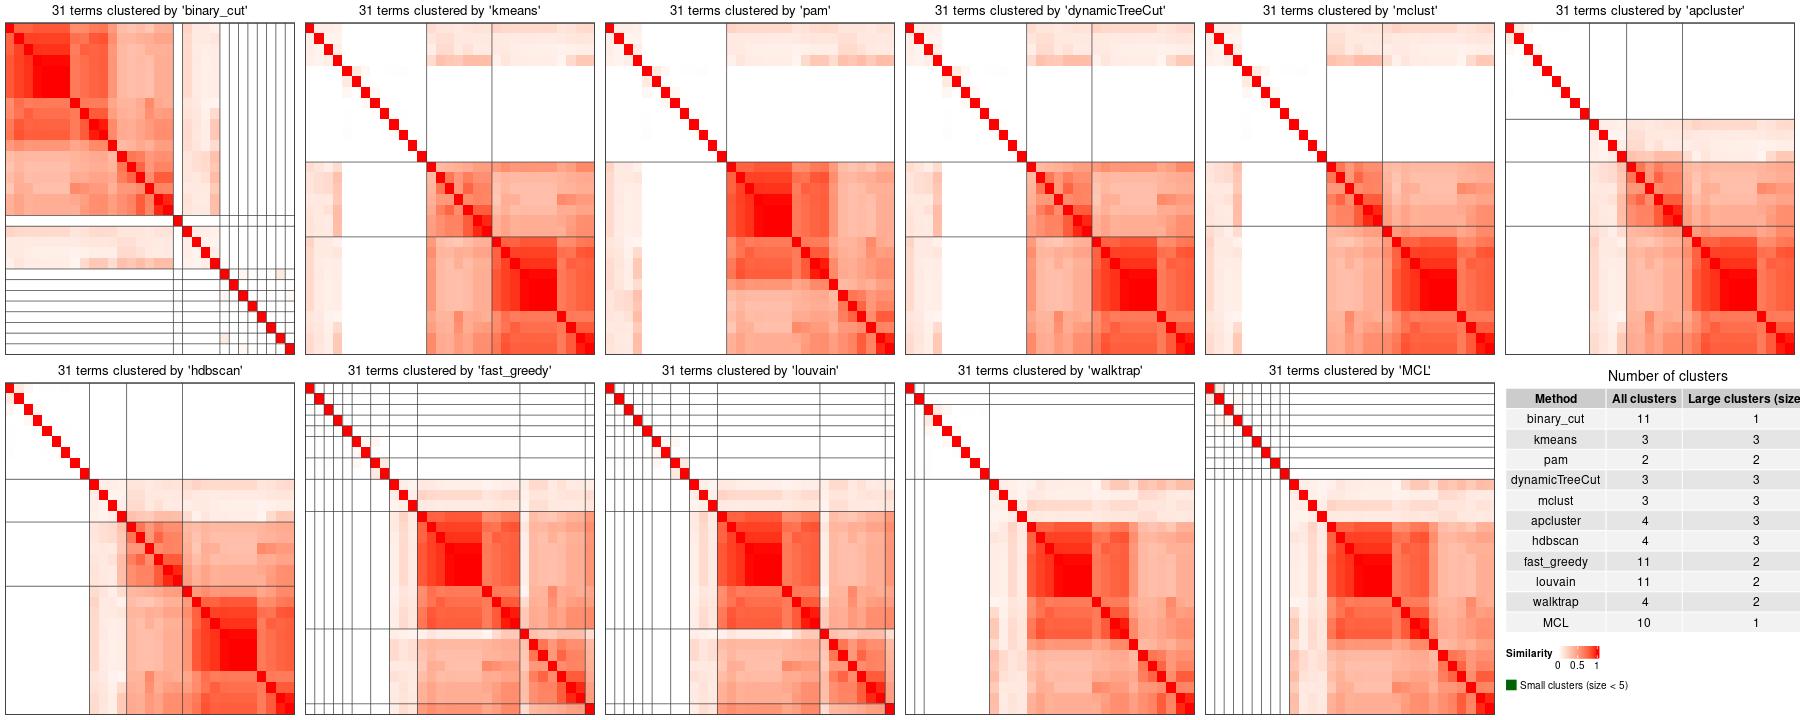 31 terms clustered by 'binary_cut'
31 terms clustered by 'kmeans'
31 terms clustered by 'pam'
31 terms clustered by 'dynamicTreeCut'
31 terms clustered by 'mclust'
31 terms clustered by 'apcluster'
31 terms clustered by 'hdbscan'
31 terms clustered by 'fast_greedy'
31 terms clustered by 'louvain'
31 terms clustered by 'walktrap'
31 terms clustered by 'MCL'
Number of clusters
Method All clusters Large clusters (size
binary_cut 11 1
kmeans 3 3
pam 2 2
dynamicTreeCut 3 3
mclust 3 3
apcluster 4 3
hdbscan 4 3
fast_greedy 11 2
louvain 11 2
walktrap 4 2
MCL 10 1
Similarity
0 0.5 1
Small clusters (size < 5)